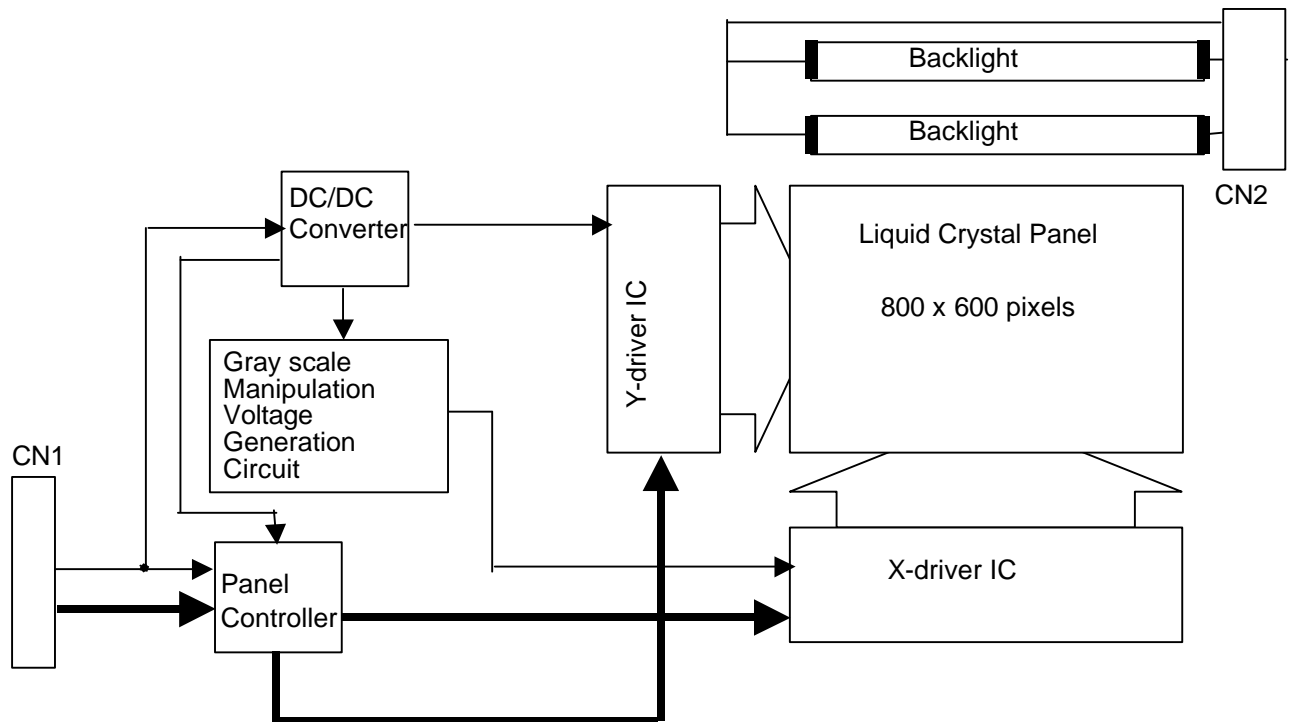 Backlight
Backlight
CN2
DC/DC
Converter
Y-driver IC
Liquid Crystal Panel
800 x 600 pixels
Gray scale
Manipulation
Voltage
Generation
Circuit
CN1
Panel
Controller
X-driver IC